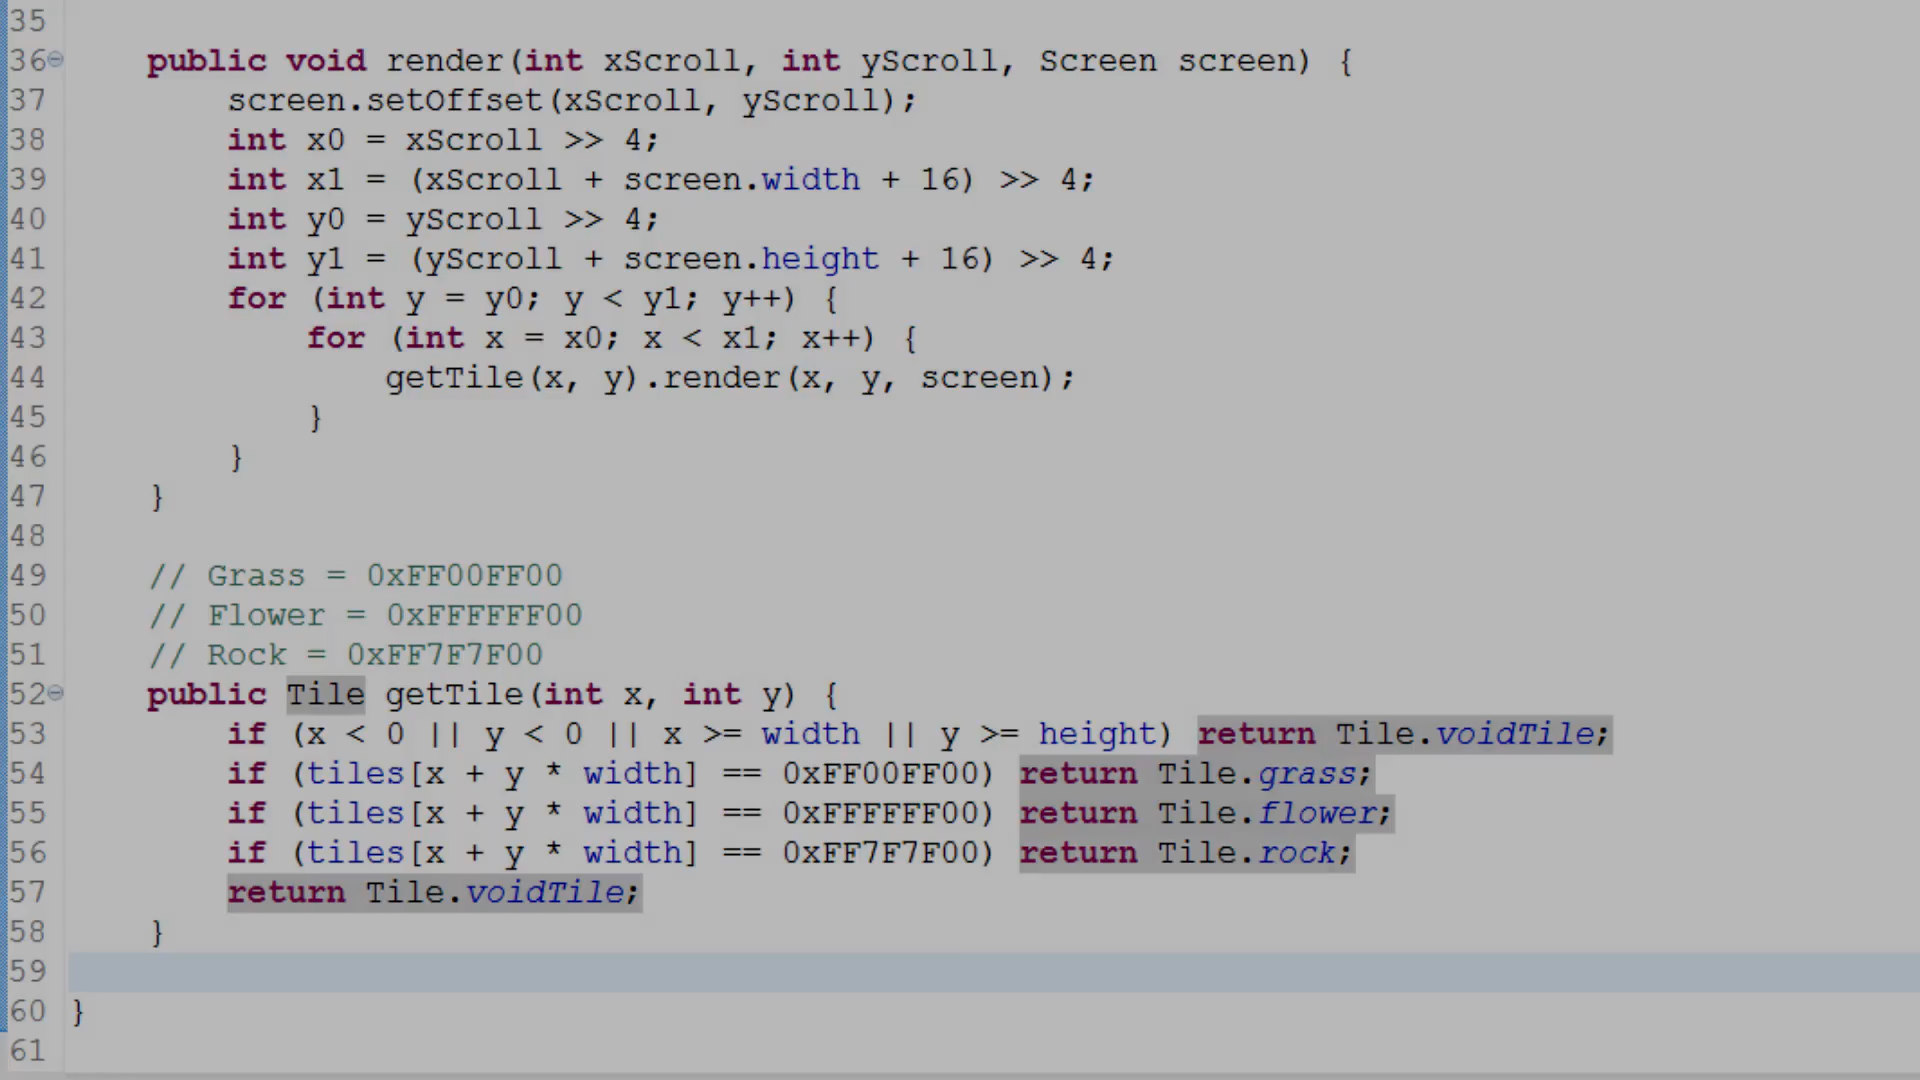 35
36 public void render(int xScroll, int yScroll, Screen screen) {
37 screen.setOffset(xScroll, yScroll);
38 int x0 = xScroll >> 4;
39 int x1 = (xScroll + screen.width + 16) >> 4;
40 int y0 = yScroll >> 4;
41 int y1 = (yScroll + screen.height + 16) >> 4;
42 for (int y = y0; y < y1; y++) {
43 for (int x = x0; x < x1; x++) {
44 getTile(x, y).render(x, y, screen);
45 }
46 }
47 }
48
49 // Grass = 0xFF00FF00
50 // Flower = 0xFFFFFF00
51 // Rock = 0xFF7F7F00
52 public Tile getTile(int x, int y) {
53 if (x < 0 || y < 0 || x >= width || y >= height) return Tile.voidTile;
54 if (tiles[x + y * width] == 0xFF00FF00) return Tile.grass;
55 if (tiles[x + y * width] == 0xFFFFFF00) return Tile.flower;
56 if (tiles[x + y * width] == 0xFF7F7F00) return Tile.rock;
57 return Tile.voidTile;
58 }
59
60 }
61